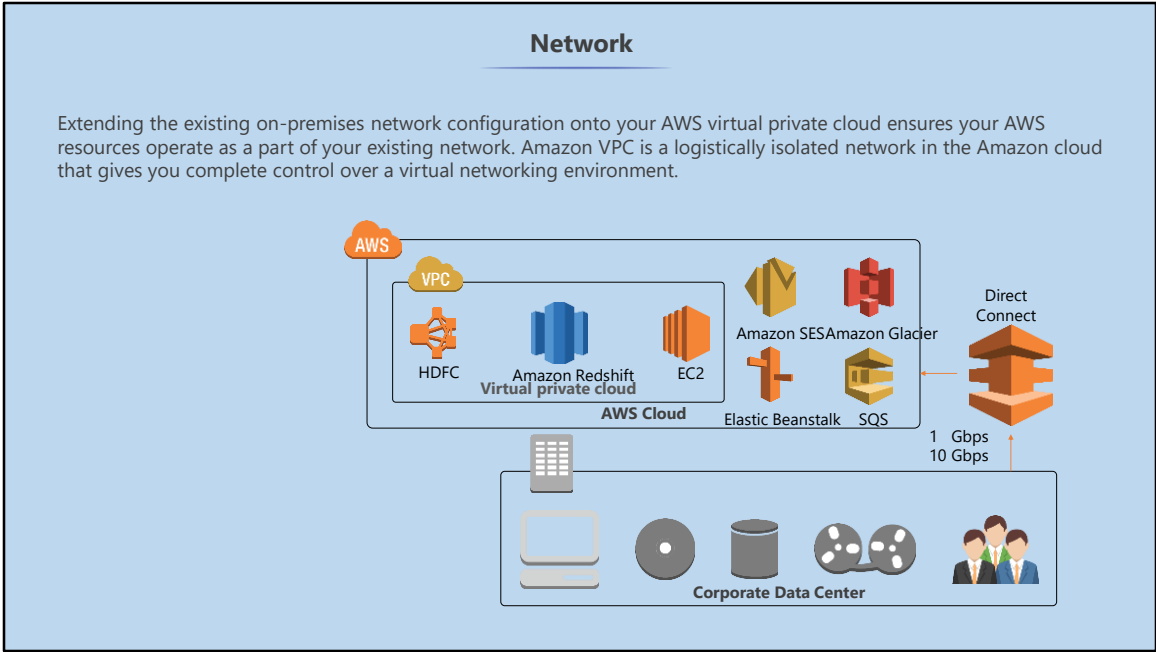 Network
Extending the existing on-premises network configuration onto your AWS virtual private cloud ensures your AWS
resources operate as a part of your existing network. Amazon VPC is a logistically isolated network in the Amazon cloud
that gives you complete control over a virtual networking environment.
AWS
VPC
HDFC
Amazon Redshift
EC2
Virtual private cloud
AWS Cloud
Amazon SES
Amazon Glacier
Elastic Beanstalk
SQS
Direct
Connect
1 Gbps
10 Gbps
Corporate Data Center